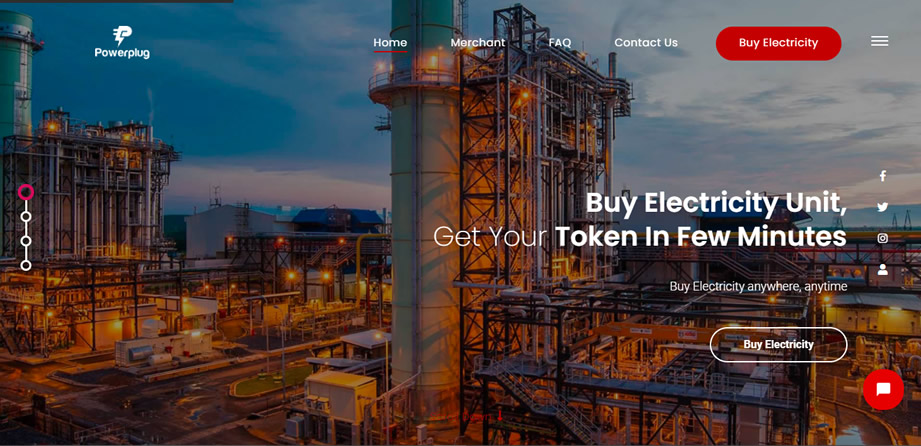 Powerplug
Home
Merchant
FAQ
Contact Us
Buy Electricity
Buy Electricity Unit,
Get Your Token In Few Minutes
Buy Electricity anywhere, anytime
Buy Electricity